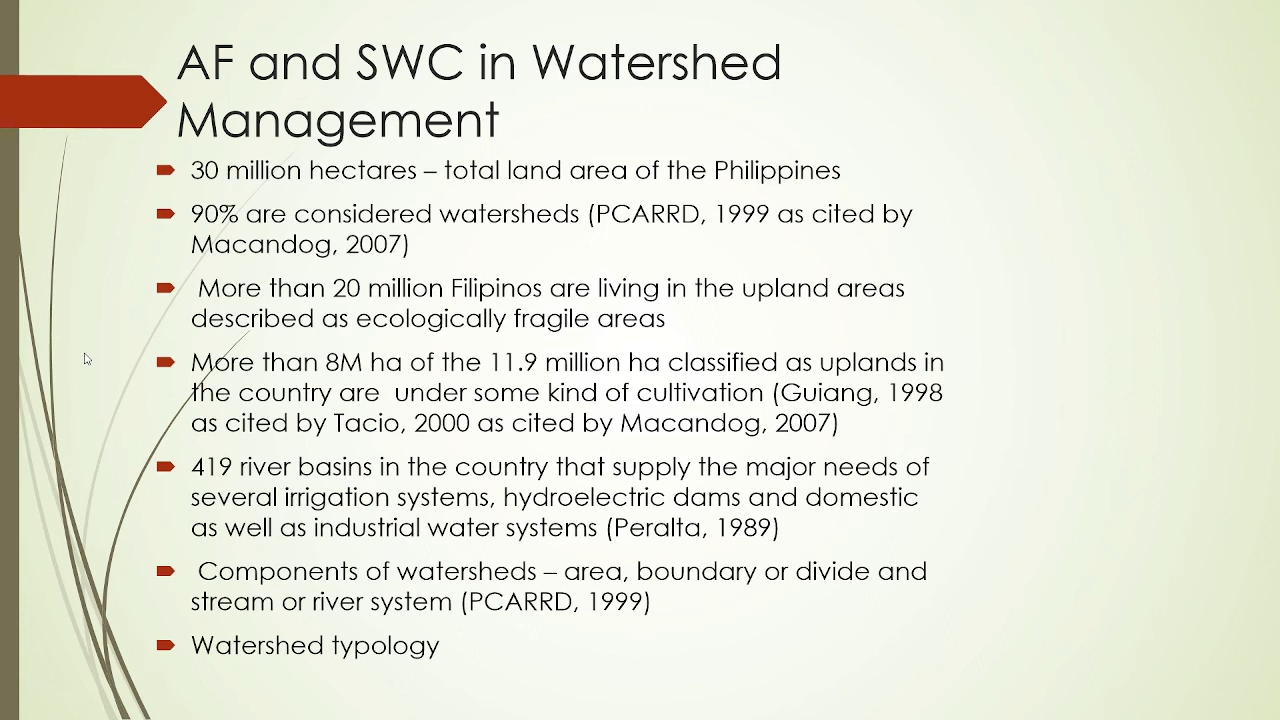 AF and SWC in Watershed
Management
30 million hectares – total land area of the Philippines
90% are considered watersheds (PCARRD, 1999 as cited by
Macandog, 2007)
More than 20 million Filipinos are living in the upland areas
described as ecologically fragile areas
More than 8M ha of the 11.9 million ha classified as uplands in
the country are  under some kind of cultivation (Guiang, 1998
as cited by Tacio, 2000 as cited by Macandog, 2007)
419 river basins in the country that supply the major needs of
several irrigation systems, hydroelectric dams and domestic
as well as industrial water systems (Peralta, 1989)
Components of watersheds – area, boundary or divide and
stream or river system (PCARRD, 1999)
Watershed typology